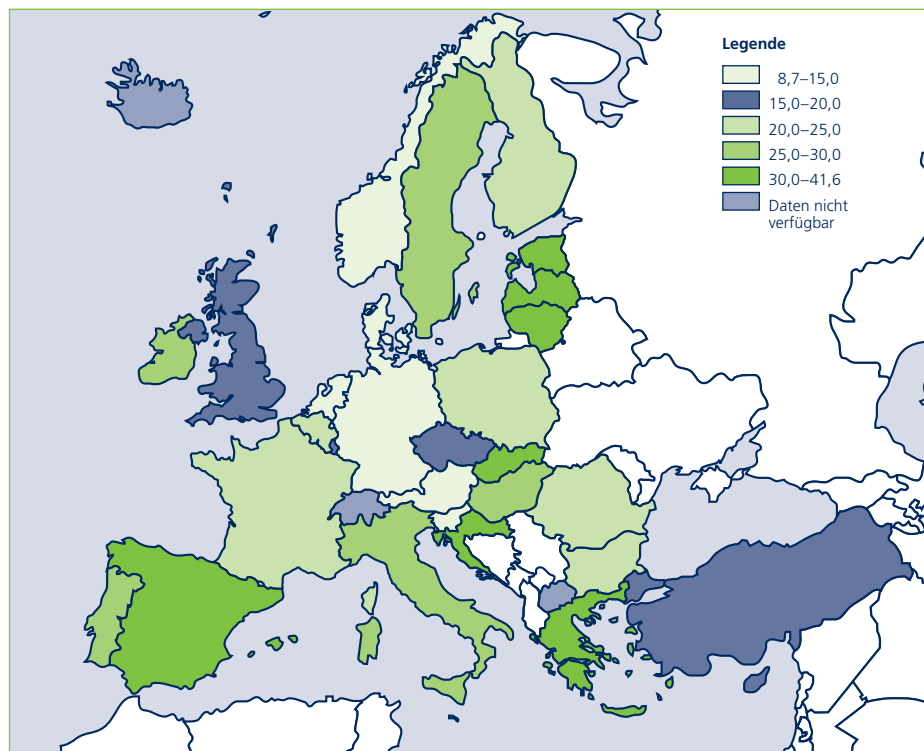 Legende
8,7–15,0
15,0–20,0
20,0–25,0
25,0–30,0
30,0–41,6
Daten nicht
verfügbar